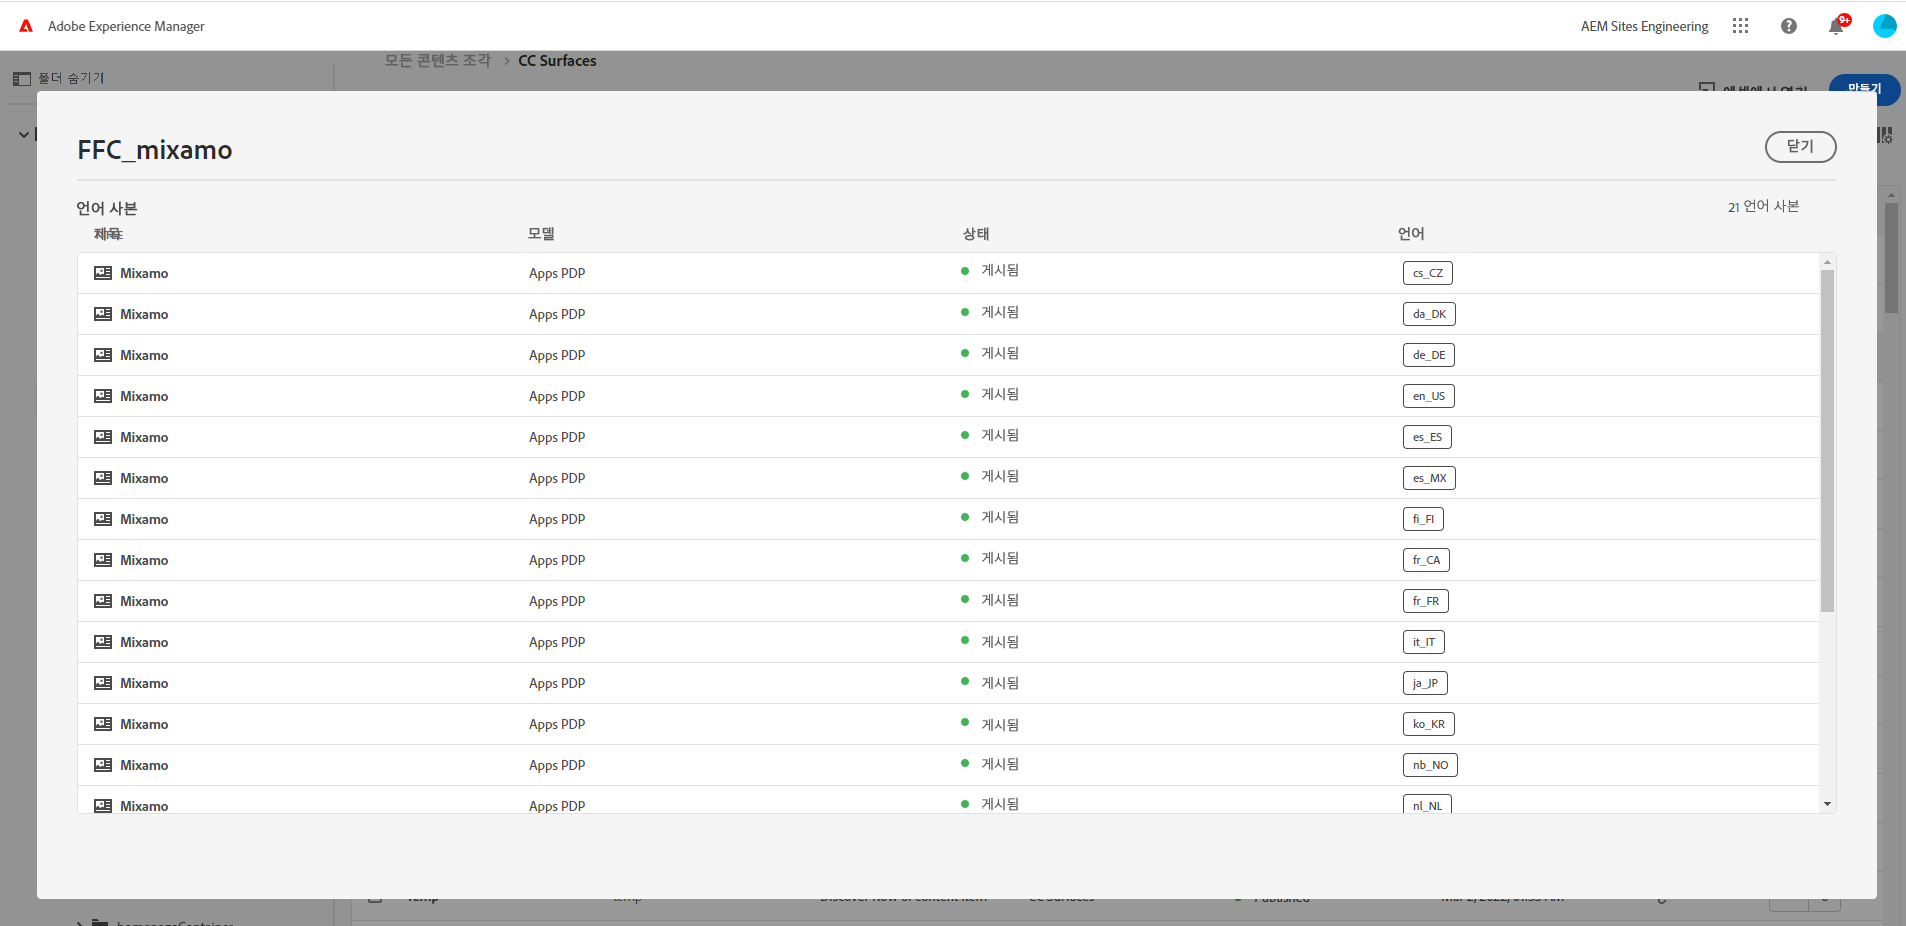 Adobe Experience Manager
AEM Sites Engineering
9+
모든 콘텐츠 조각 > CC Surfaces
폴더 숨기기
만들기
FFC_mixamo
닫기
언어 사본
21 언어 사본
제목 모델 상태 언어
Mixamo Apps PDP 게시됨 cs_CZ
Mixamo Apps PDP 게시됨 da_DK
Mixamo Apps PDP 게시됨 de_DE
Mixamo Apps PDP 게시됨 en_US
Mixamo Apps PDP 게시됨 es_ES
Mixamo Apps PDP 게시됨 es_MX
Mixamo Apps PDP 게시됨 fi_FI
Mixamo Apps PDP 게시됨 fr_CA
Mixamo Apps PDP 게시됨 fr_FR
Mixamo Apps PDP 게시됨 it_IT
Mixamo Apps PDP 게시됨 ja_JP
Mixamo Apps PDP 게시됨 ko_KR
Mixamo Apps PDP 게시됨 nb_NO
Mixamo Apps PDP 게시됨 nl_NL